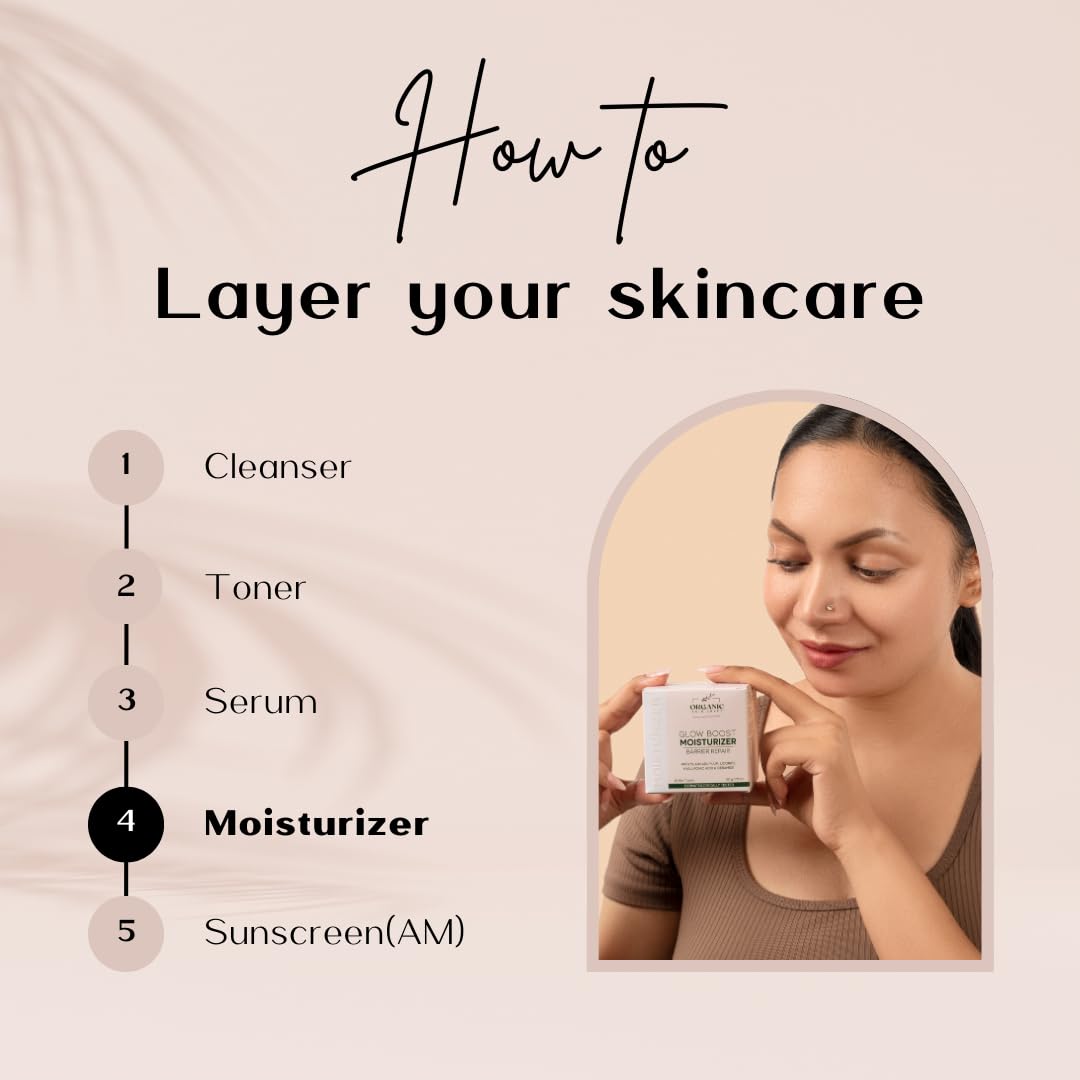 How to
Layer your skincare
1 Cleanser
2 Toner
3 Serum
4 Moisturizer
5 Sunscreen(AM)
ORGANIC
GLOW BOOST
MOISTURIZER
BARRIER REPAIR